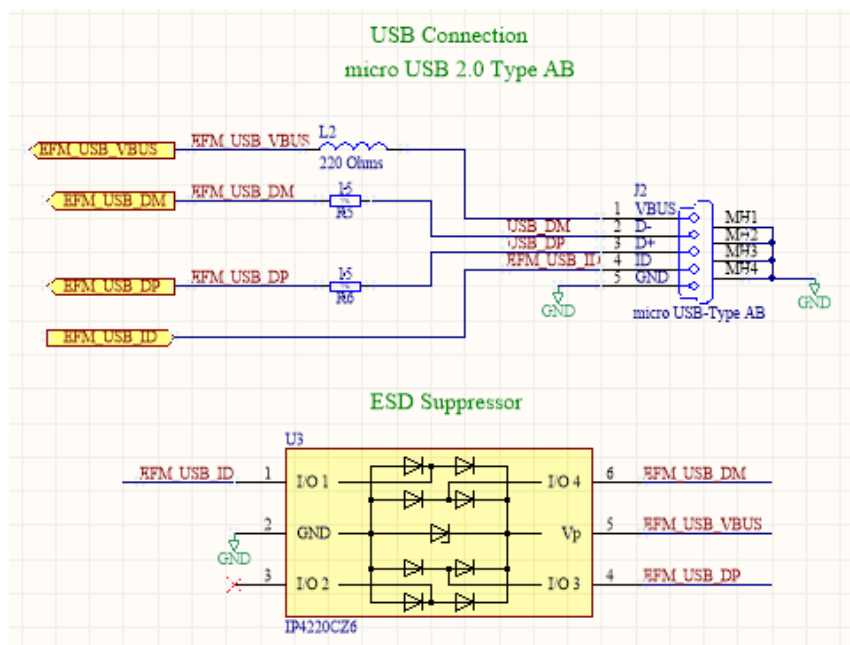 USB Connection
micro USB 2.0 Type AB
EFM_USB_VBUS EFM_USB_VBUS L2
220 Ohms
EFM_USB_DM EFM_USB_DM 15
R5
J2
1 VBUS MH1
USB_DM 2 D- MH2
USB_DP 3 D+ MH3
EFM_USB_ID 4 ID MH4
5 GND
EFM_USB_DP EFM_USB_DP 15
R6
GND GND
micro USB-Type AB
EFM_USB_ID
ESD Suppressor
U3
EFM_USB_ID 1 I/O 1 I/O 4 6 EFM_USB_DM
2 GND Vp 5 EFM_USB_VBUS
GND
3 I/O 2 I/O 3 4 EFM_USB_DP
IP4220CZ6